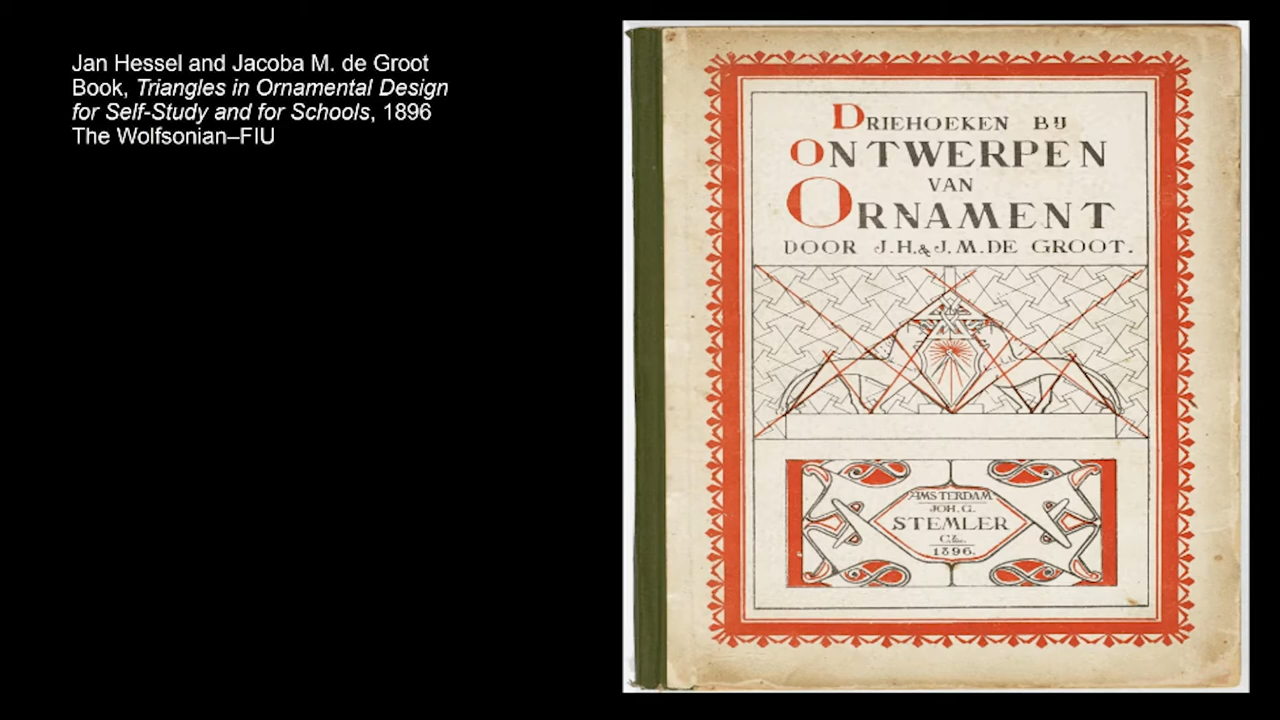 Jan Hessel and Jacoba M. de Groot
Book, Triangles in Ornamental Design
for Self-Study and for Schools, 1896
The Wolfsonian–FIU
DRIEHOEKEN BIJ
ONTWERPEN
VAN
ORNAMENT
DOOR J.H. & J.M. DE GROOT.
AMSTERDAM
JOH. G.
STEMLER
Cz.
1896.